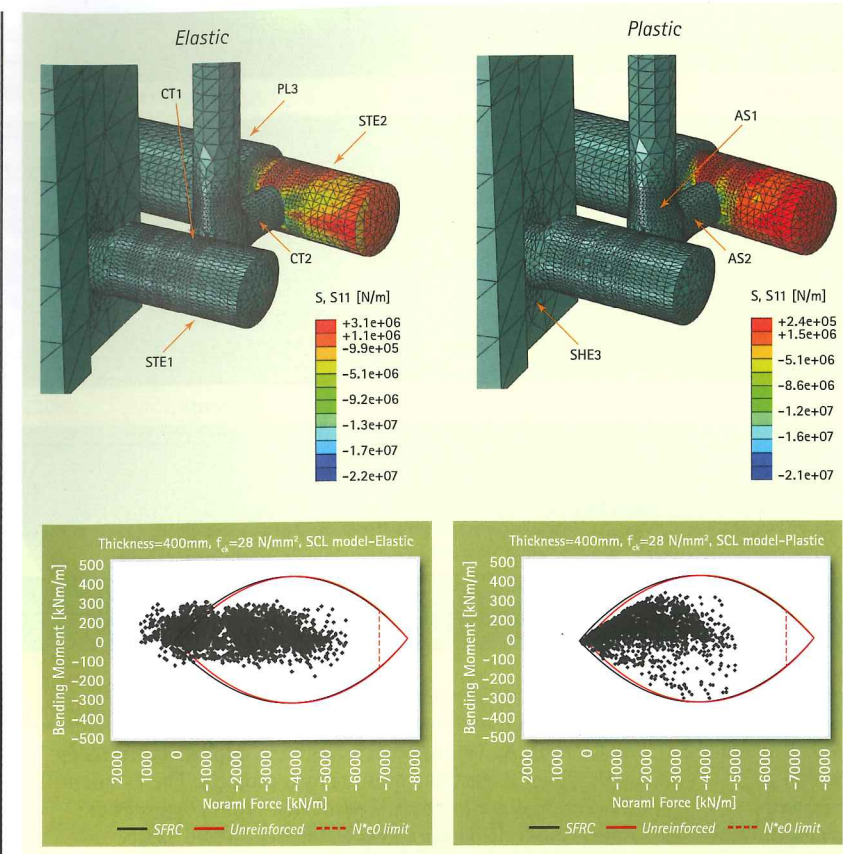 Elastic
CT1
PL3
STE2
CT2
STE1
S, S11 [N/m]
+3.1e+06
+1.1e+06
-9.9e+05
-5.1e+06
-9.2e+06
-1.3e+07
-1.7e+07
-2.2e+07
Plastic
AS1
AS2
SHE3
S, S11 [N/m]
+2.4e+05
+1.5e+06
-5.1e+06
-8.6e+06
-1.2e+07
-1.6e+07
-2.1e+07
Thickness=400mm, fck=28 N/mm², SCL model-Elastic
Bending Moment [kNm/m]
500
400
300
200
100
0
-100
-200
-300
-400
-500
2000 1000 0 -1000 -2000 -3000 -4000 -5000 -6000 -7000 -8000
Noraml Force [kN/m]
SFRC Unreinforced N*e0 limit
Thickness=400mm, fck=28 N/mm², SCL model-Plastic
Bending Moment [kNm/m]
500
400
300
200
100
0
-100
-200
-300
-400
-500
2000 1000 0 -1000 -2000 -3000 -4000 -5000 -6000 -7000 -8000
Noraml Force [kN/m]
SFRC Unreinforced N*e0 limit